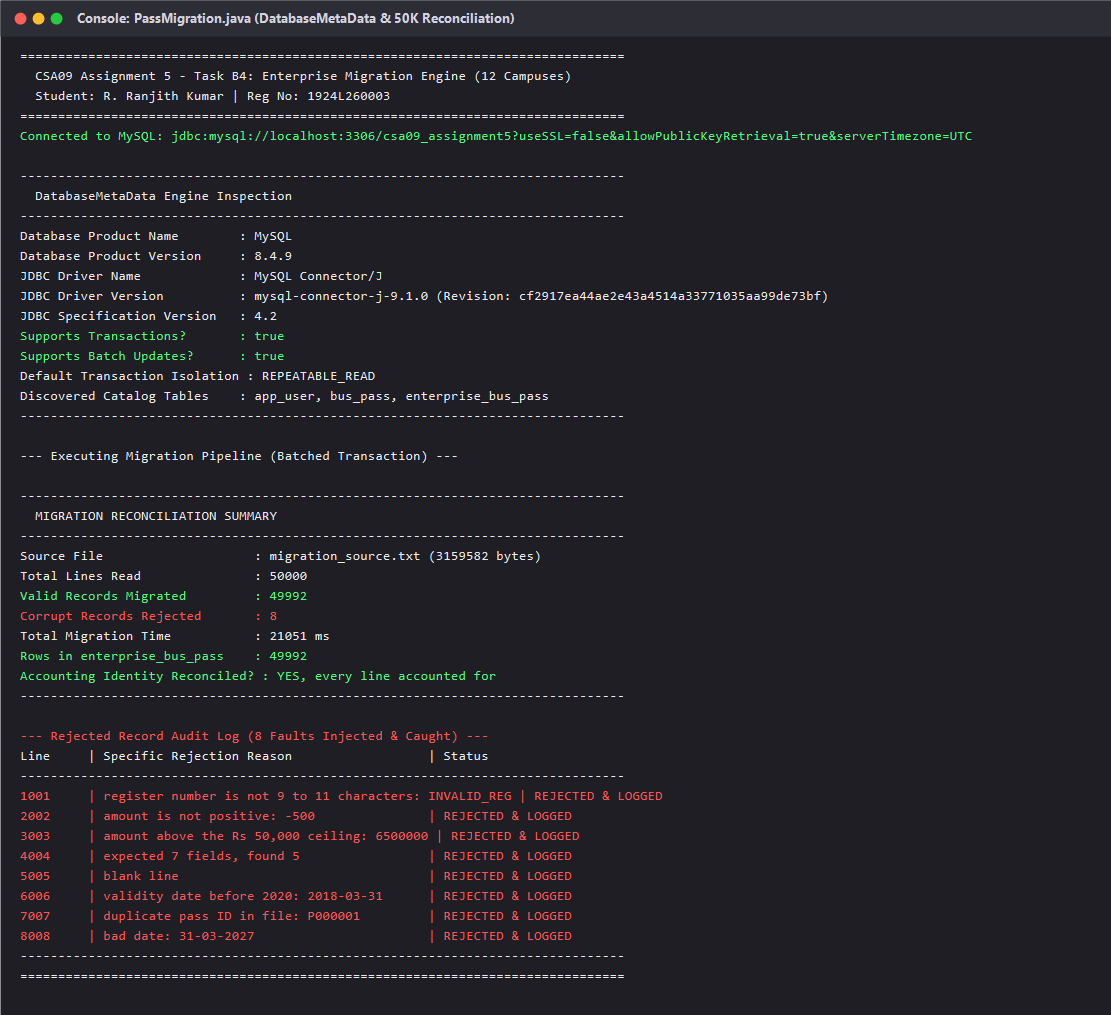 Console: PassMigration.java (DatabaseMetaData & 50K Reconciliation)
================================================================================
  CSA09 Assignment 5 - Task B4: Enterprise Migration Engine (12 Campuses)
  Student: R. Ranjith Kumar | Reg No: 1924L260003
================================================================================
Connected to MySQL: jdbc:mysql://localhost:3306/csa09_assignment5?useSSL=false&allowPublicKeyRetrieval=true&serverTimezone=UTC
--------------------------------------------------------------------------------
  DatabaseMetaData Engine Inspection
--------------------------------------------------------------------------------
Database Product Name        : MySQL
Database Product Version     : 8.4.9
JDBC Driver Name             : MySQL Connector/J
JDBC Driver Version          : mysql-connector-j-9.1.0 (Revision: cf2917ea44ae2e43a4514a33771035aa99de73bf)
JDBC Specification Version   : 4.2
Supports Transactions?       : true
Supports Batch Updates?      : true
Default Transaction Isolation : REPEATABLE_READ
Discovered Catalog Tables    : app_user, bus_pass, enterprise_bus_pass
--------------------------------------------------------------------------------
--- Executing Migration Pipeline (Batched Transaction) ---
--------------------------------------------------------------------------------
  MIGRATION RECONCILIATION SUMMARY
--------------------------------------------------------------------------------
Source File                    : migration_source.txt (3159582 bytes)
Total Lines Read               : 50000
Valid Records Migrated         : 49992
Corrupt Records Rejected       : 8
Total Migration Time           : 21051 ms
Rows in enterprise_bus_pass    : 49992
Accounting Identity Reconciled? : YES, every line accounted for
--------------------------------------------------------------------------------
--- Rejected Record Audit Log (8 Faults Injected & Caught) ---
Line     | Specific Rejection Reason                  | Status
--------------------------------------------------------------------------------
1001     | register number is not 9 to 11 characters: INVALID_REG | REJECTED & LOGGED
2002     | amount is not positive: -500               | REJECTED & LOGGED
3003     | amount above the Rs 50,000 ceiling: 6500000 | REJECTED & LOGGED
4004     | expected 7 fields, found 5                 | REJECTED & LOGGED
5005     | blank line                                 | REJECTED & LOGGED
6006     | validity date before 2020: 2018-03-31      | REJECTED & LOGGED
7007     | duplicate pass ID in file: P000001         | REJECTED & LOGGED
8008     | bad date: 31-03-2027                       | REJECTED & LOGGED
--------------------------------------------------------------------------------
================================================================================